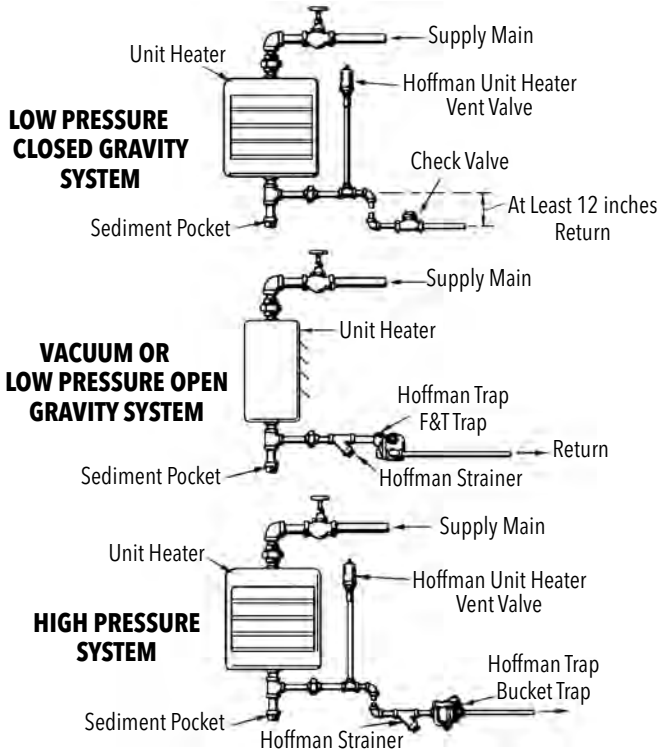 Supply Main
Unit Heater
Hoffman Unit Heater
Vent Valve
LOW PRESSURE
CLOSED GRAVITY
SYSTEM
Check Valve
At Least 12 inches
Return
Sediment Pocket
Supply Main
Unit Heater
VACUUM OR
LOW PRESSURE OPEN
GRAVITY SYSTEM
Hoffman Trap
F&T Trap
Return
Sediment Pocket
Hoffman Strainer
Supply Main
Unit Heater
Hoffman Unit Heater
Vent Valve
HIGH PRESSURE
SYSTEM
Hoffman Trap
Bucket Trap
Sediment Pocket
Hoffman Strainer